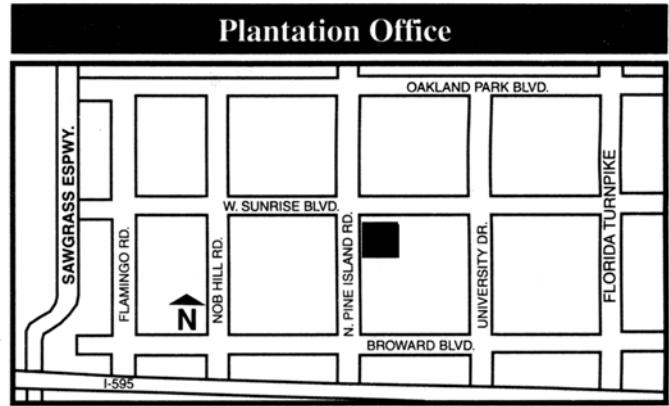 Plantation Office
OAKLAND PARK BLVD.
SAWGRASS ESPWY.
FLAMINGO RD.
NOB HILL RD.
W. SUNRISE BLVD.
N. PINE ISLAND RD.
UNIVERSITY DR.
FLORIDA TURNPIKE
N
BROWARD BLVD.
I-595